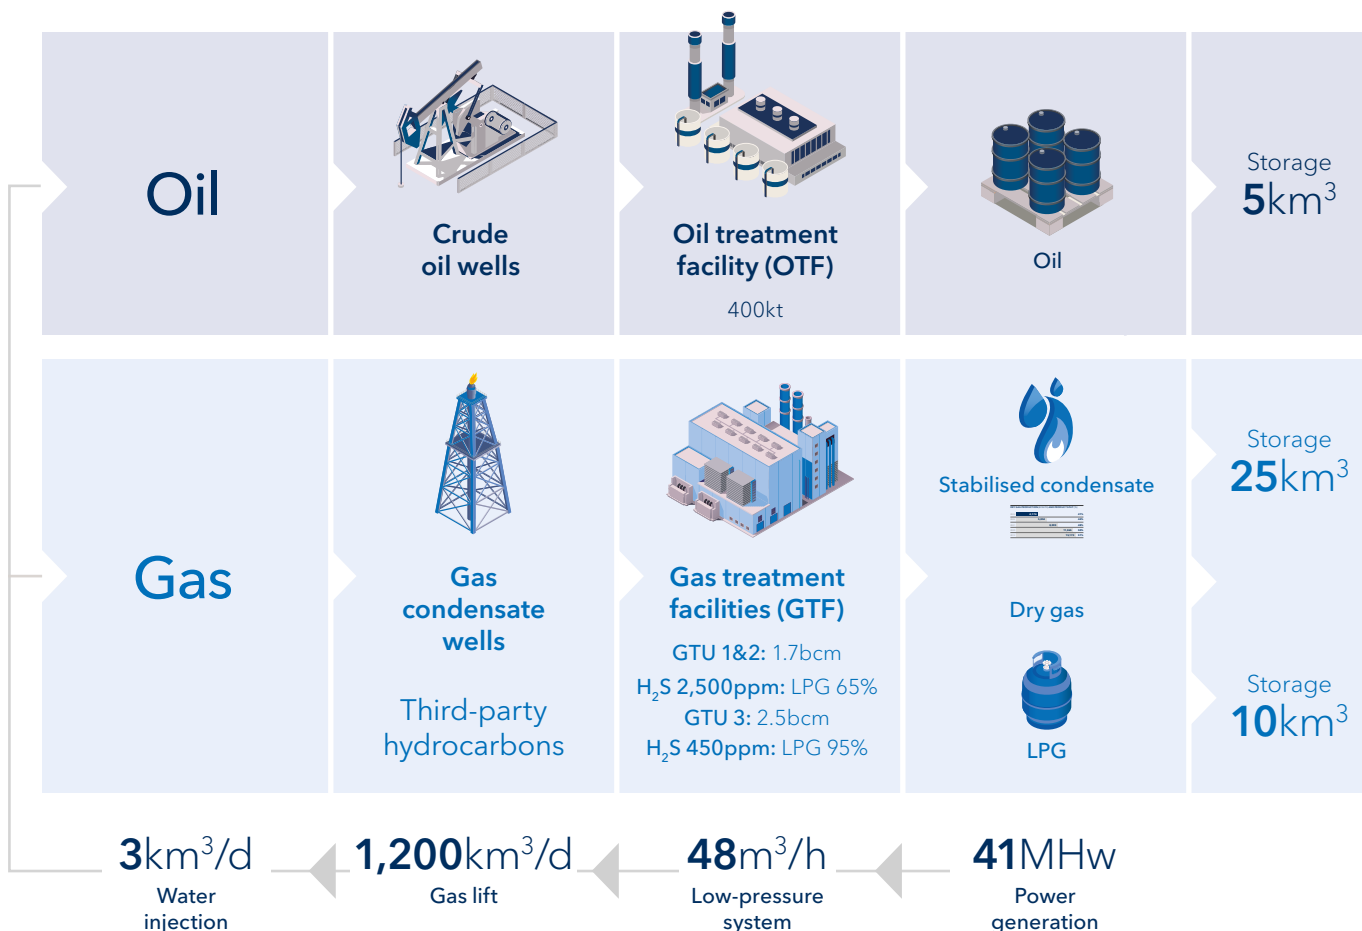 Oil
Crude
oil wells
Oil treatment
facility (OTF)
400kt
Oil
Storage
5km³
Gas
Gas
condensate
wells
Third-party
hydrocarbons
Gas treatment
facilities (GTF)
GTU 1&2: 1.7bcm
H₂S 2,500ppm: LPG 65%
GTU 3: 2.5bcm
H₂S 450ppm: LPG 95%
Stabilised condensate
Dry gas
LPG
Storage
25km³
Storage
10km³
3km³/d
Water
injection
1,200km³/d
Gas lift
48m³/h
Low-pressure
system
41MHw
Power
generation